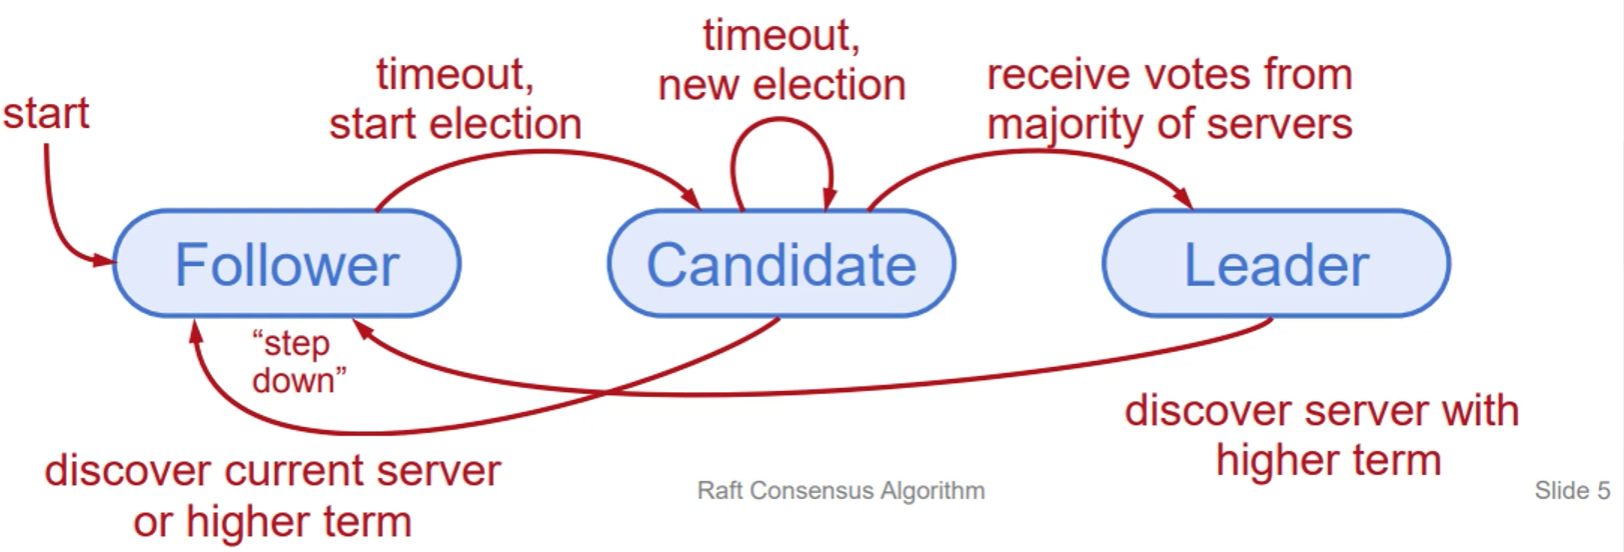 start
timeout,
start election
timeout,
new election
receive votes from
majority of servers
Follower
Candidate
Leader
“step
down”
discover current server
or higher term
discover server with
higher term
Raft Consensus Algorithm
Slide 5